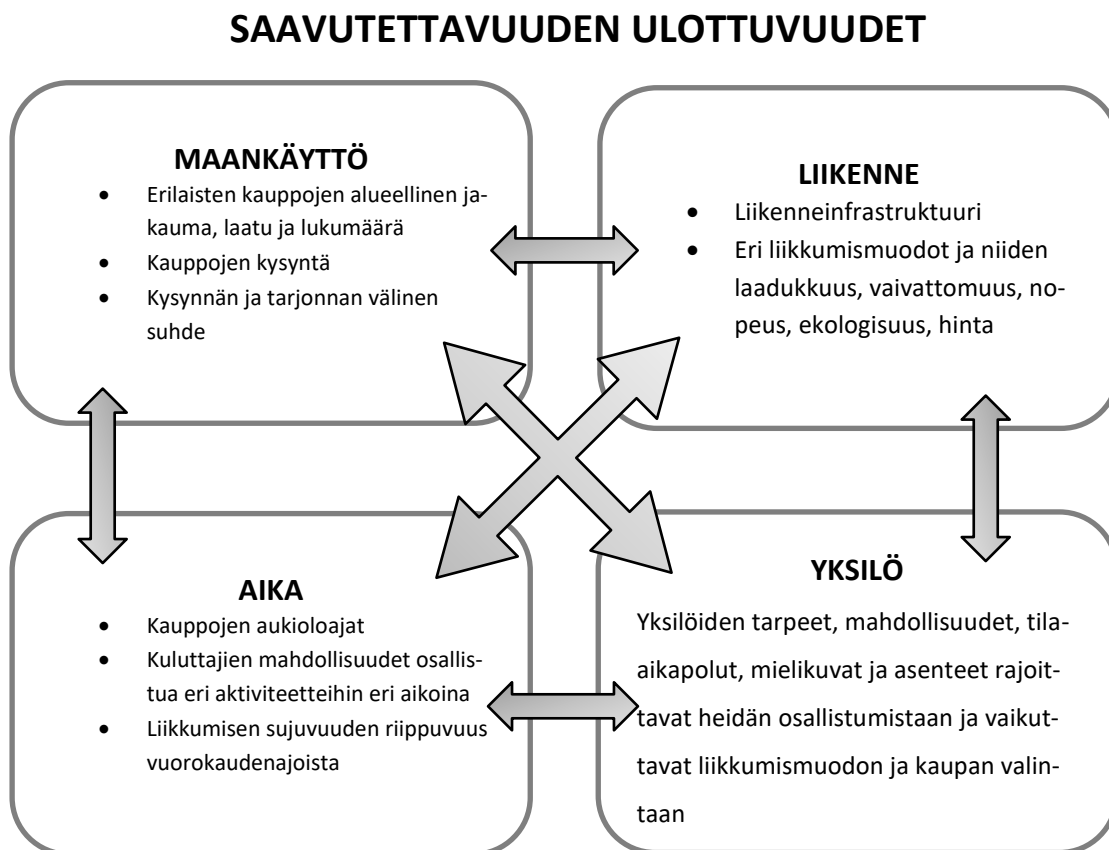 SAAVUTETTAVUUDEN ULOTTUVUUDET
MAANKÄYTTÖ
• Erilaisten kauppojen alueellinen ja-
kauma, laatu ja lukumäärä
• Kauppojen kysyntä
• Kysynnän ja tarjonnan välinen
suhde
LIIKENNE
• Liikenneinfrastruktuuri
• Eri liikkumismuodot ja niiden
laadukkuus, vaivattomuus, no-
peus, ekologisuus, hinta
AIKA
• Kauppojen aukioloajat
• Kuluttajien mahdollisuudet osallis-
tua eri aktiviteetteihin eri aikoina
• Liikkumisen sujuvuuden riippuvuus
vuorokaudenajoista
YKSILÖ
Yksilöiden tarpeet, mahdollisuudet, tila-
aikapolut, mielikuvat ja asenteet rajoit-
tavat heidän osallistumistaan ja vaikut-
tavat liikkumismuodon ja kaupan valin-
taan